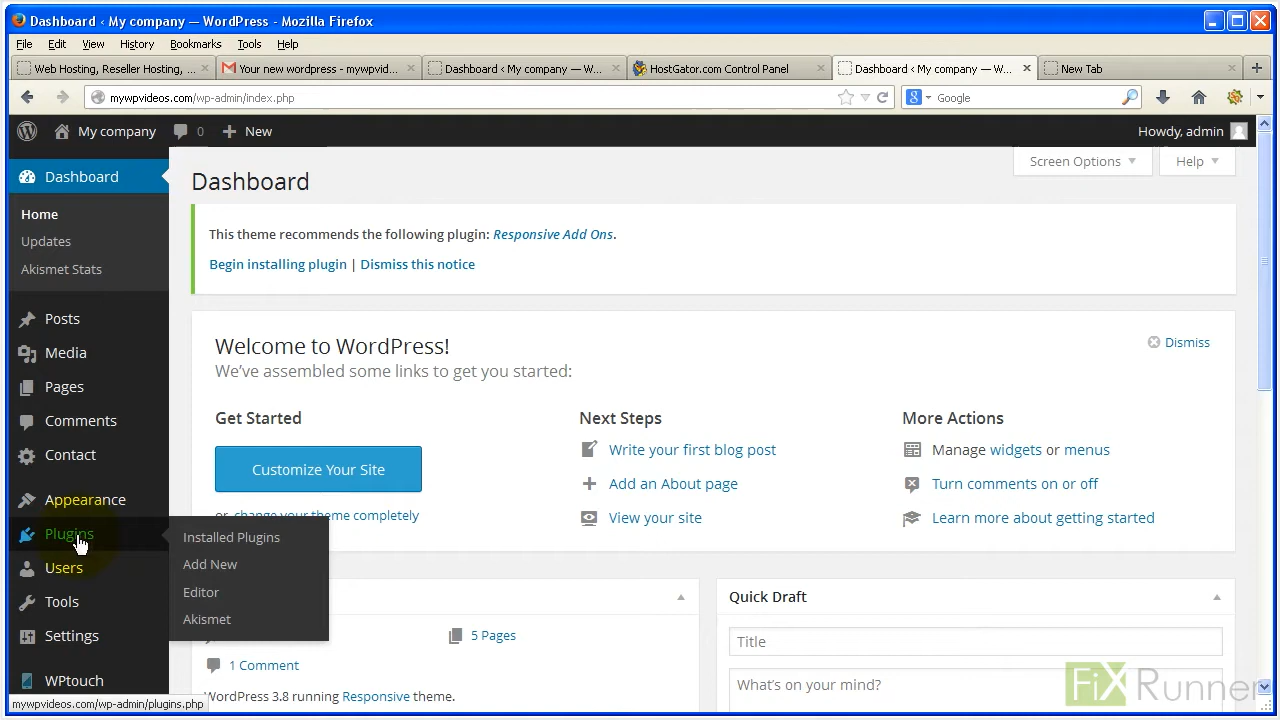 Dashboard ‹ My company — WordPress - Mozilla Firefox
File Edit View History Bookmarks Tools Help
Web Hosting, Reseller Hosting, ... Your new wordpress - mywpvid... Dashboard ‹ My company — W... HostGator.com Control Panel Dashboard ‹ My company — W... New Tab
mywpvideos.com/wp-admin/index.php Google
My company 0 New Howdy, admin
Dashboard
Screen Options Help
Dashboard
Home
Updates
Akismet Stats
Posts
Media
Pages
Comments
Contact
Appearance
Plugins
Users
Tools
Settings
WPtouch
Installed Plugins
Add New
Editor
Akismet
This theme recommends the following plugin: Responsive Add Ons.
Begin installing plugin | Dismiss this notice
Welcome to WordPress!
Dismiss
We've assembled some links to get you started:
Get Started
Customize Your Site
or, change your theme completely
Next Steps
Write your first blog post
Add an About page
View your site
More Actions
Manage widgets or menus
Turn comments on or off
Learn more about getting started
5 Pages
1 Comment
WordPress 3.8 running Responsive theme.
Quick Draft
Title
What's on your mind?
mywpvideos.com/wp-admin/plugins.php
FiXRunner